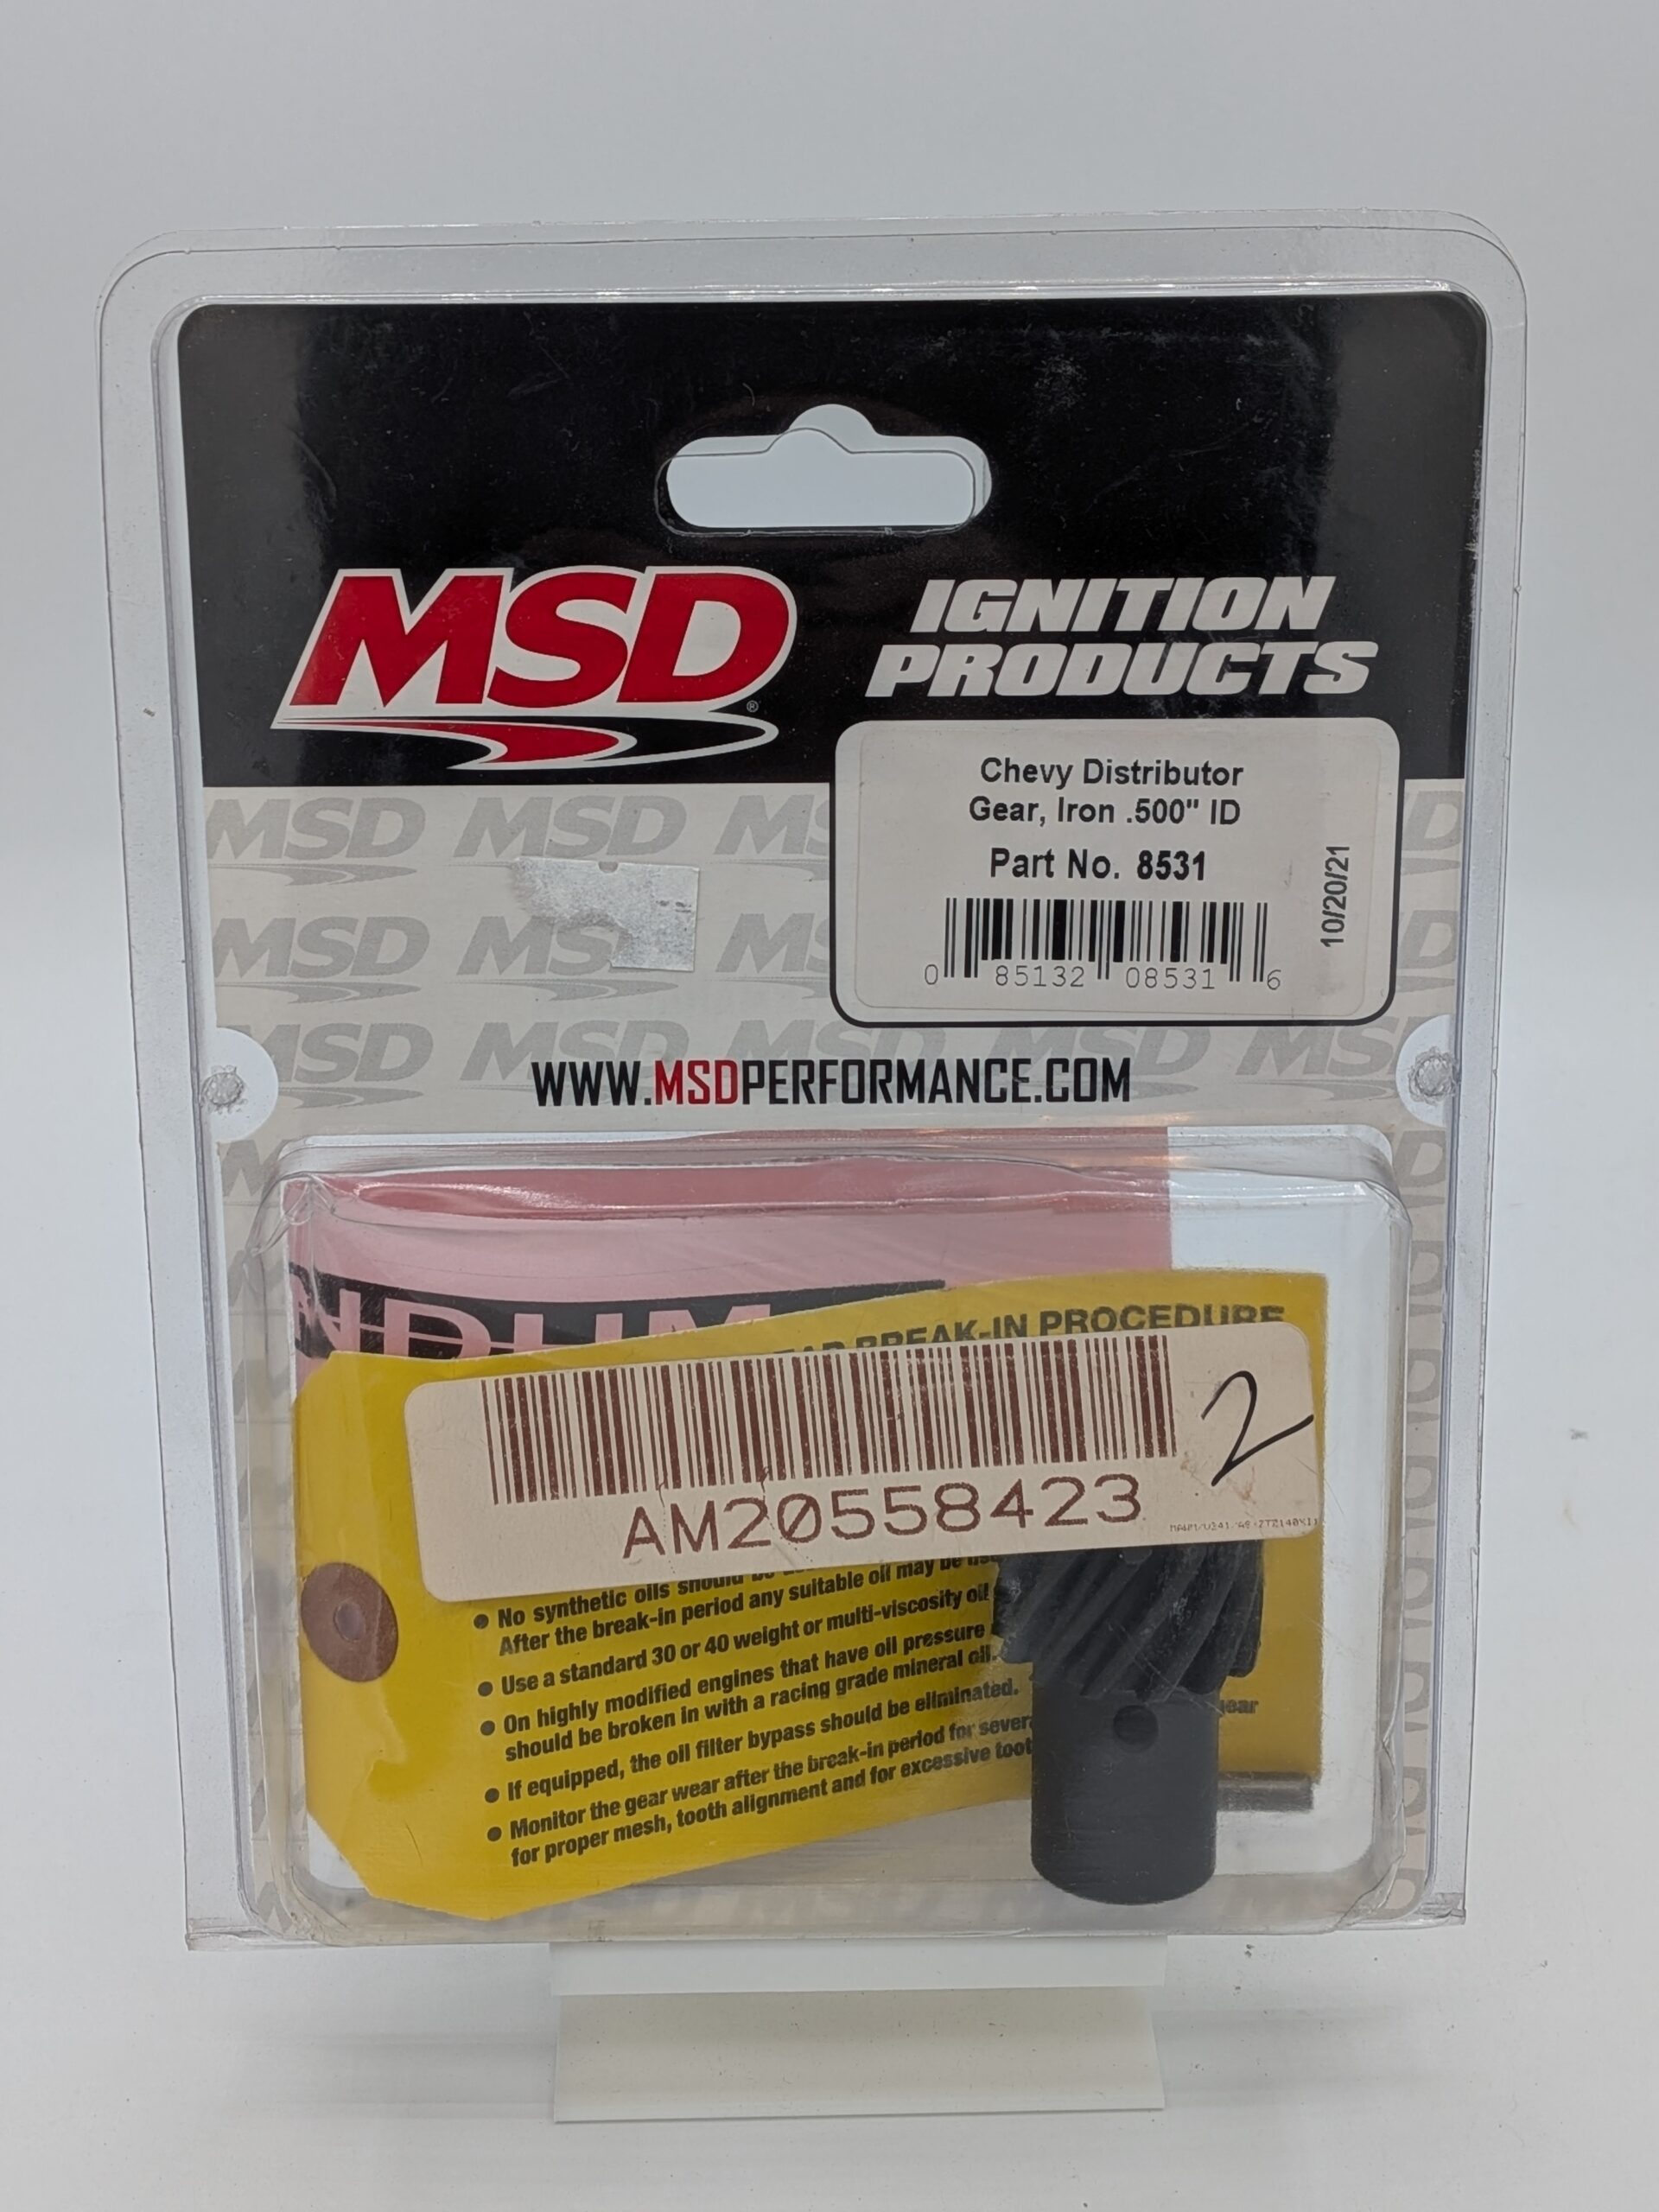 MSD®
IGNITION
PRODUCTS
Chevy Distributor
Gear, Iron .500" ID
Part No. 8531
10/20/21
0 85132 08531 6
WWW.MSDPERFORMANCE.COM
NDUM
BREAK-IN PROCEDURE
2
AM20558423
No synthetic oils should be
After the break-in period any suitable oil may be
• Use a standard 30 or 40 weight or multi-viscosity oil
• On highly modified engines that have oil pressure
should be broken in with a racing grade mineral oil.
• If equipped, the oil filter bypass should be eliminated.
• Monitor the gear wear after the break-in period for
gear
for proper mesh, tooth alignment and for excessive